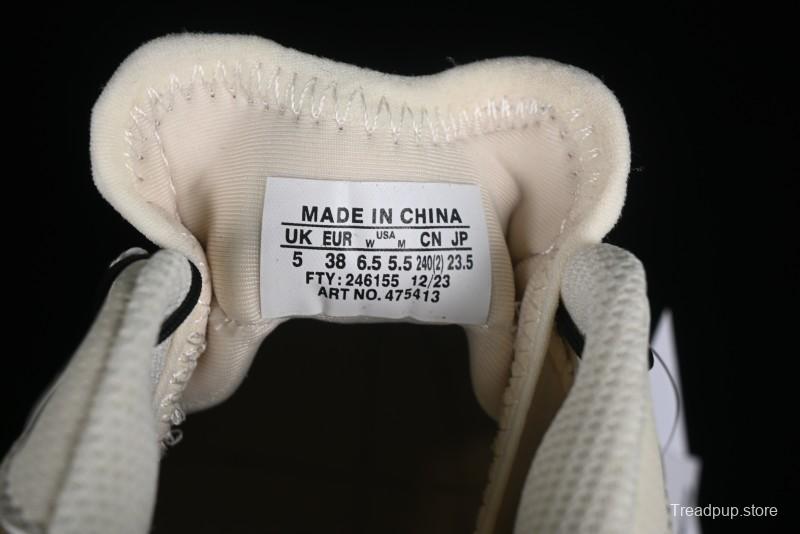 MADE IN CHINA
UK EUR W USA M CN JP
5 38 6.5 5.5 240(2) 23.5
FTY: 246155 12/23
ART NO. 475413
Treadpup.store